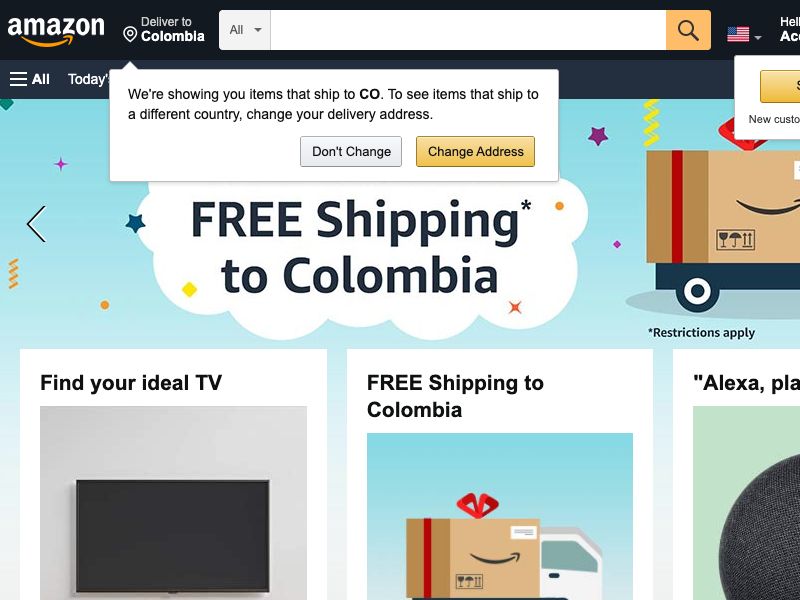 amazon
Deliver to
Colombia
All
Hell
Acc
All
Today's
We're showing you items that ship to CO. To see items that ship to
a different country, change your delivery address.
Don't Change
Change Address
S
New custo
FREE Shipping*
to Colombia
*Restrictions apply
Find your ideal TV
FREE Shipping to
Colombia
"Alexa, pla